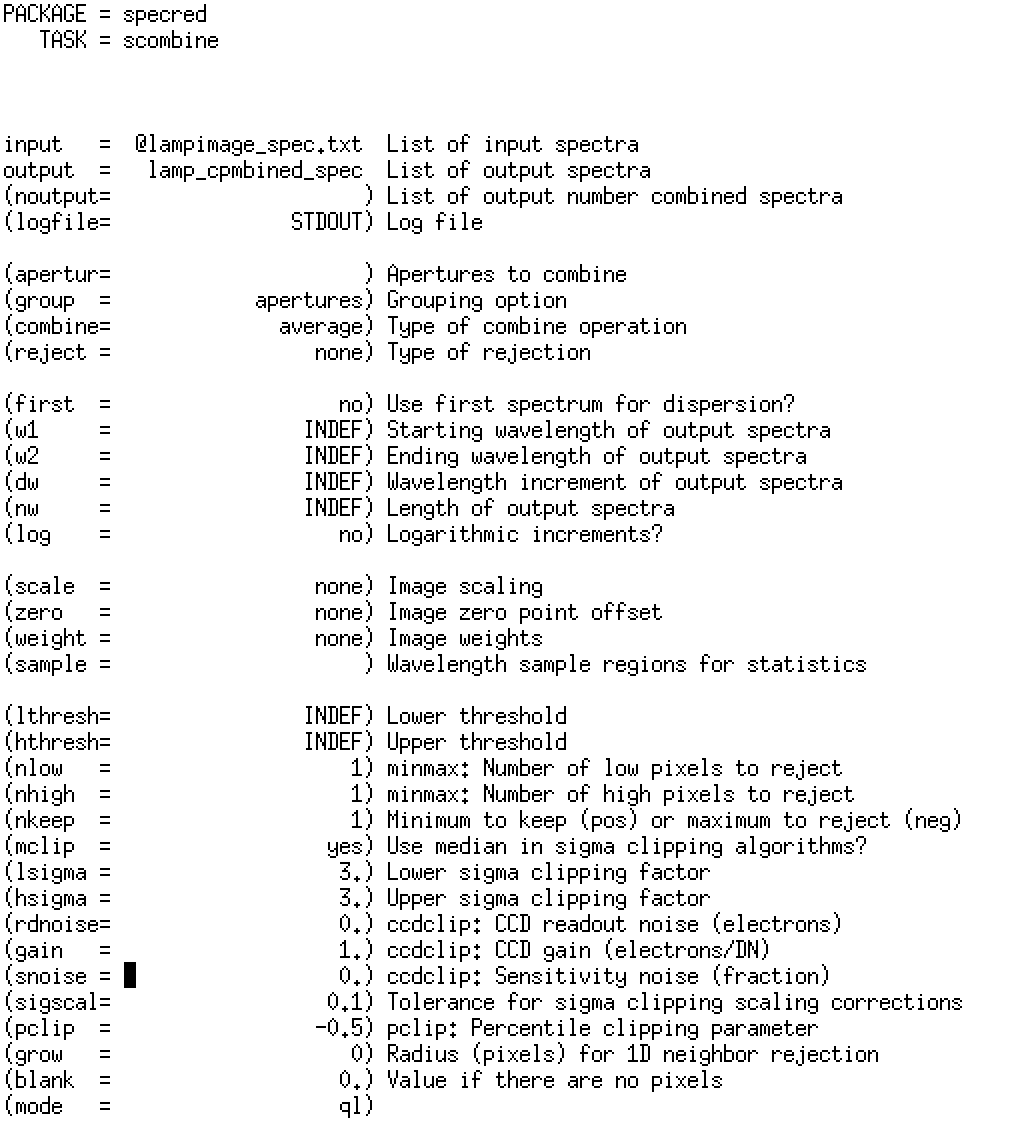 PACKAGE = specred
TASK = scombine
input = @lampimage_spec.txt List of input spectra
output = lamp_cpmbined_spec List of output spectra
(noutput= ) List of output number combined spectra
(logfile= STDOUT) Log file
(apertur= ) Apertures to combine
(group = apertures) Grouping option
(combine= average) Type of combine operation
(reject = none) Type of rejection
(first = no) Use first spectrum for dispersion?
(w1 = INDEF) Starting wavelength of output spectra
(w2 = INDEF) Ending wavelength of output spectra
(dw = INDEF) Wavelength increment of output spectra
(nw = INDEF) Length of output spectra
(log = no) Logarithmic increments?
(scale = none) Image scaling
(zero = none) Image zero point offset
(weight = none) Image weights
(sample = ) Wavelength sample regions for statistics
(lthresh= INDEF) Lower threshold
(hthresh= INDEF) Upper threshold
(nlow = 1) minmax: Number of low pixels to reject
(nhigh = 1) minmax: Number of high pixels to reject
(nkeep = 1) Minimum to keep (pos) or maximum to reject (neg)
(mclip = yes) Use median in sigma clipping algorithms?
(lsigma = 3.) Lower sigma clipping factor
(hsigma = 3.) Upper sigma clipping factor
(rdnoise= 0.) ccdclip: CCD readout noise (electrons)
(gain = 1.) ccdclip: CCD gain (electrons/DN)
(snoise = 0.) ccdclip: Sensitivity noise (fraction)
(sigscal= 0.1) Tolerance for sigma clipping scaling corrections
(pclip = -0.5) pclip: Percentile clipping parameter
(grow = 0) Radius (pixels) for 1D neighbor rejection
(blank = 0.) Value if there are no pixels
(mode = ql)